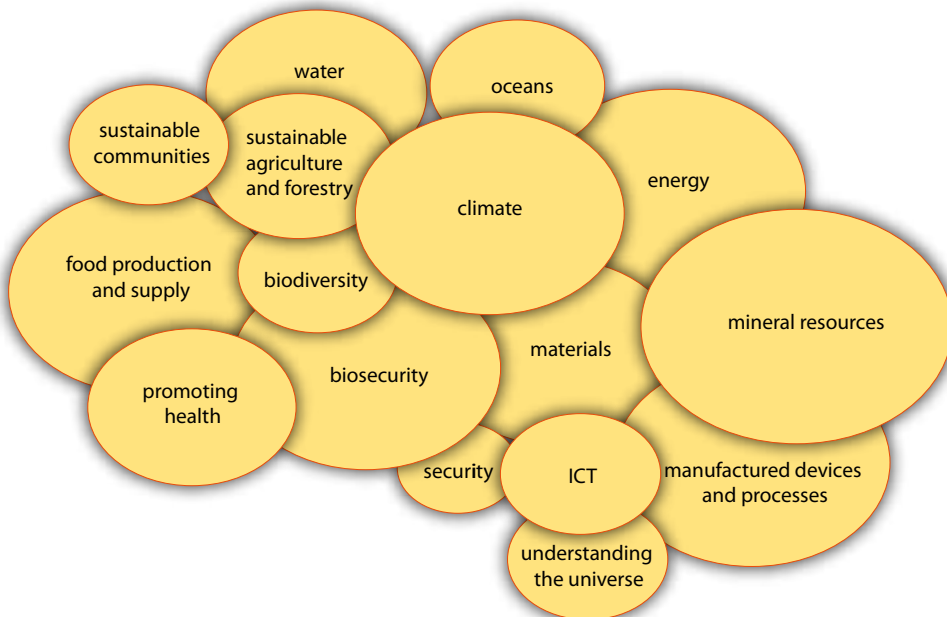 water
oceans
sustainable
communities
sustainable
agriculture
and forestry
energy
climate
food production
and supply
biodiversity
mineral resources
materials
biosecurity
promoting
health
security
ICT
manufactured devices
and processes
understanding
the universe